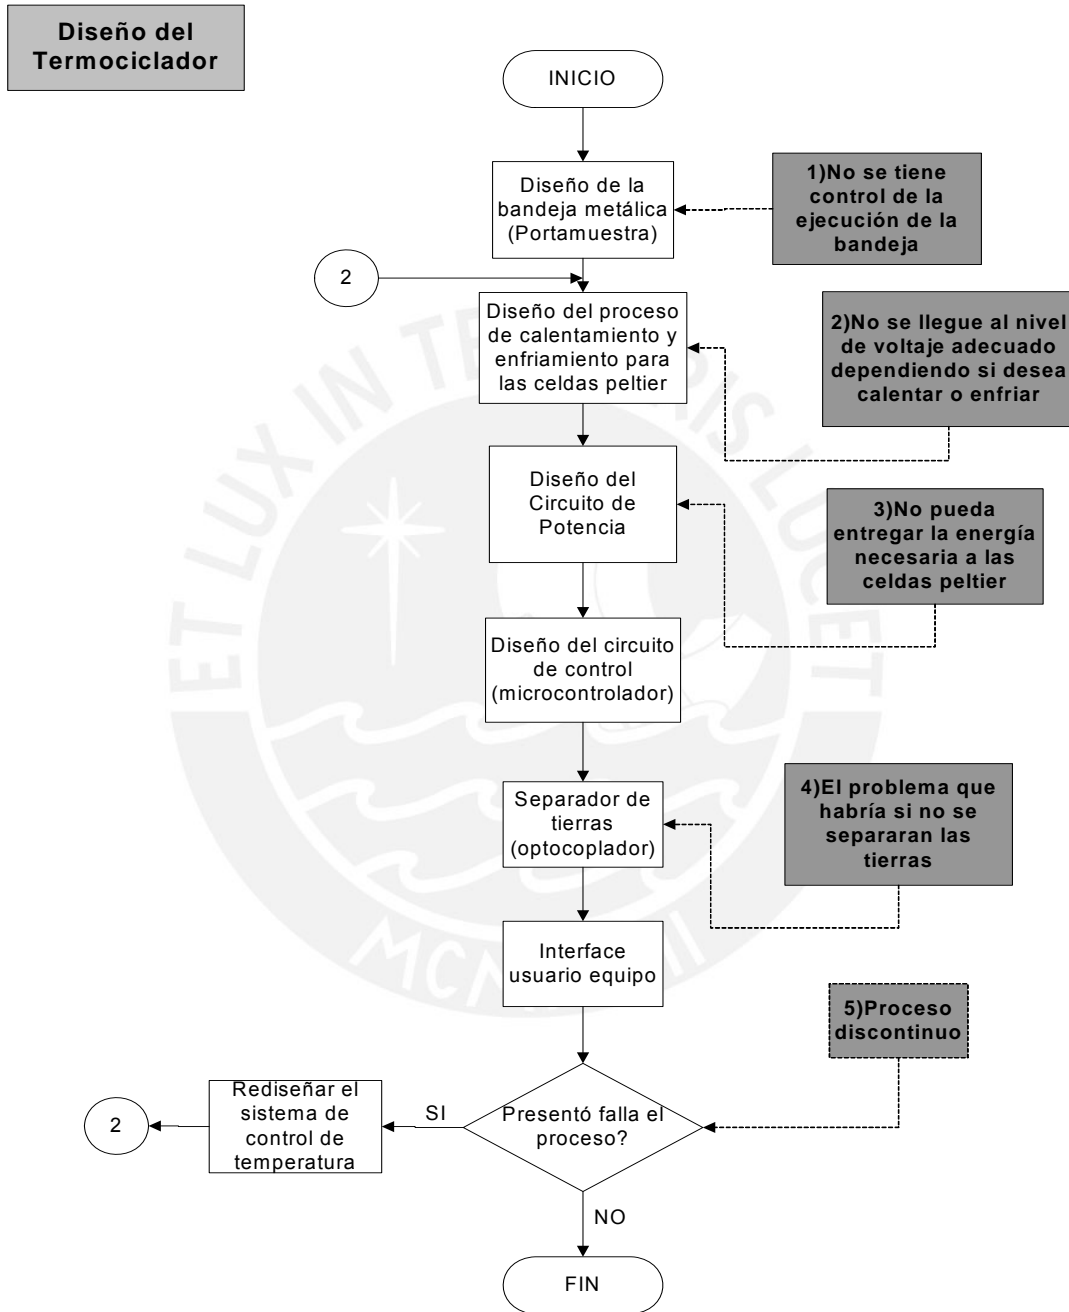 Diseño del
Termociclador
INICIO
Diseño de la
bandeja metálica
(Portamuestra)
1)No se tiene
control de la
ejecución de la
bandeja
2
Diseño del proceso
de calentamiento y
enfriamiento para
las celdas peltier
2)No se llegue al nivel
de voltaje adecuado
dependiendo si desea
calentar o enfriar
Diseño del
Circuito de
Potencia
3)No pueda
entregar la energía
necesaria a las
celdas peltier
Diseño del circuito
de control
(microcontrolador)
Separador de
tierras
(optocoplador)
4)El problema que
habría si no se
separaran las
tierras
Interface
usuario equipo
5)Proceso
discontinuo
Presentó falla el
proceso?
SI
Rediseñar el
sistema de
control de
temperatura
2
NO
FIN
ET LUX IN
LUCET